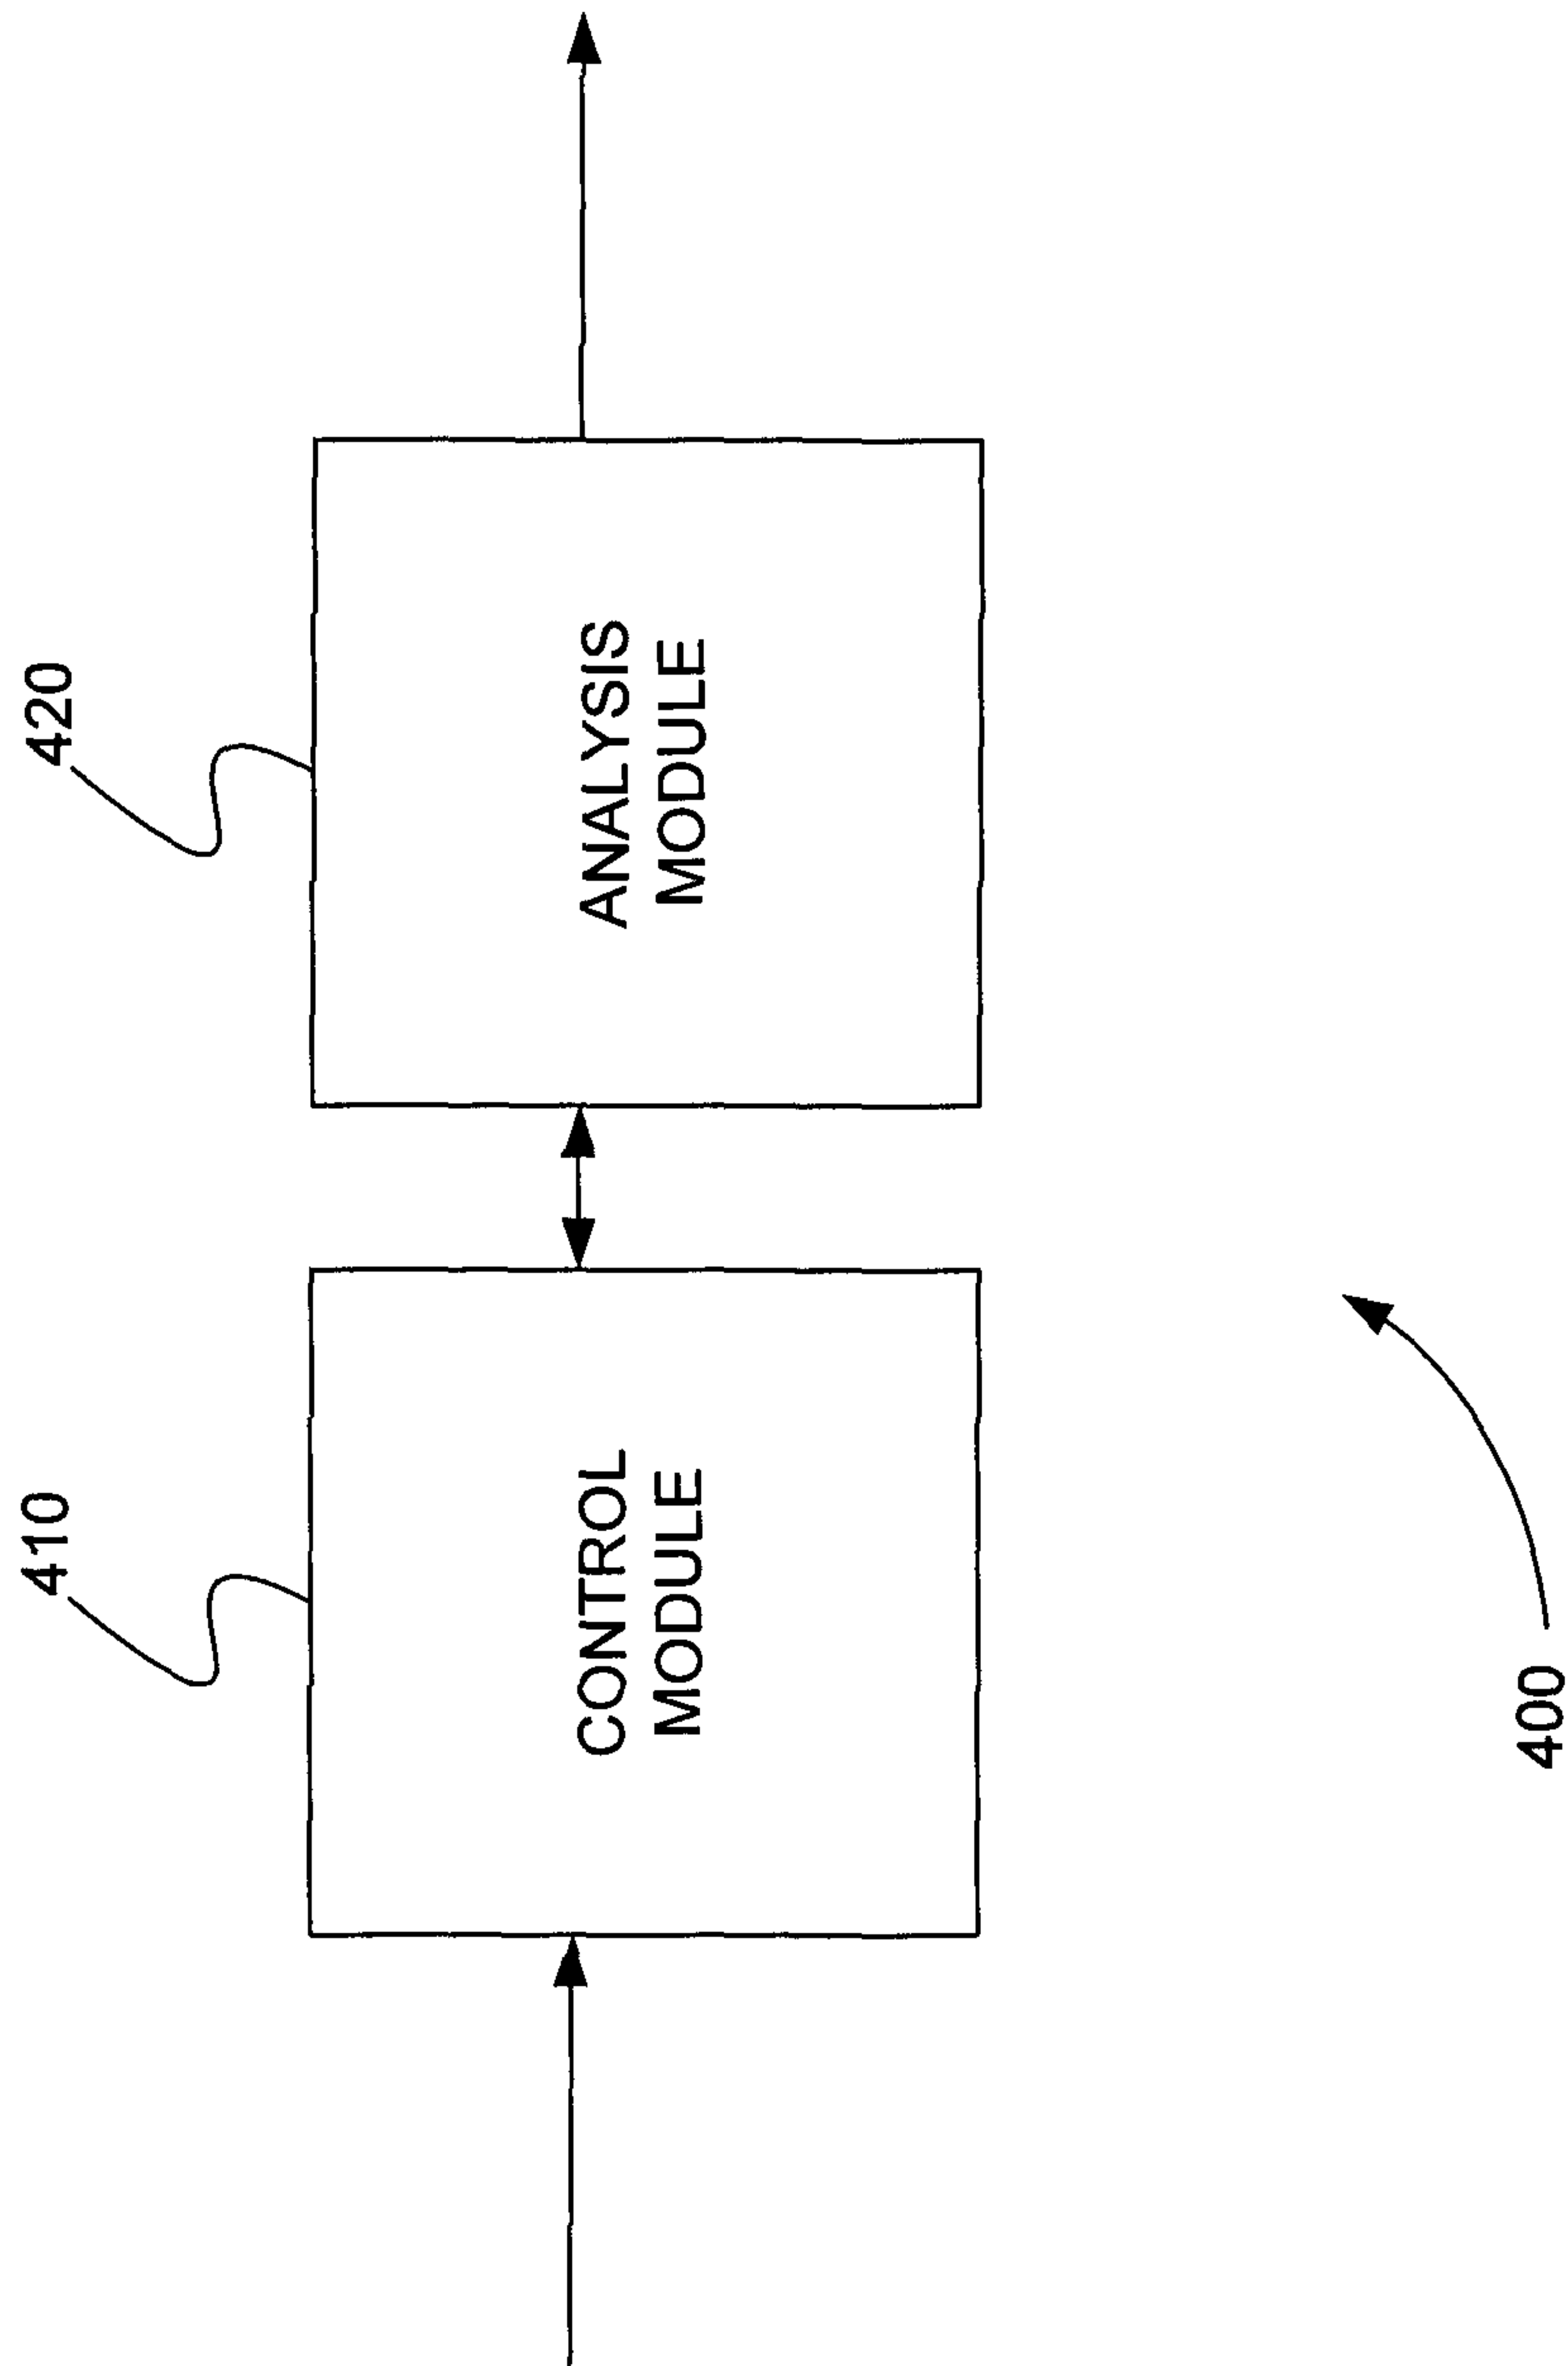 410
420
CONTROL
MODULE
ANALYSIS
MODULE
400